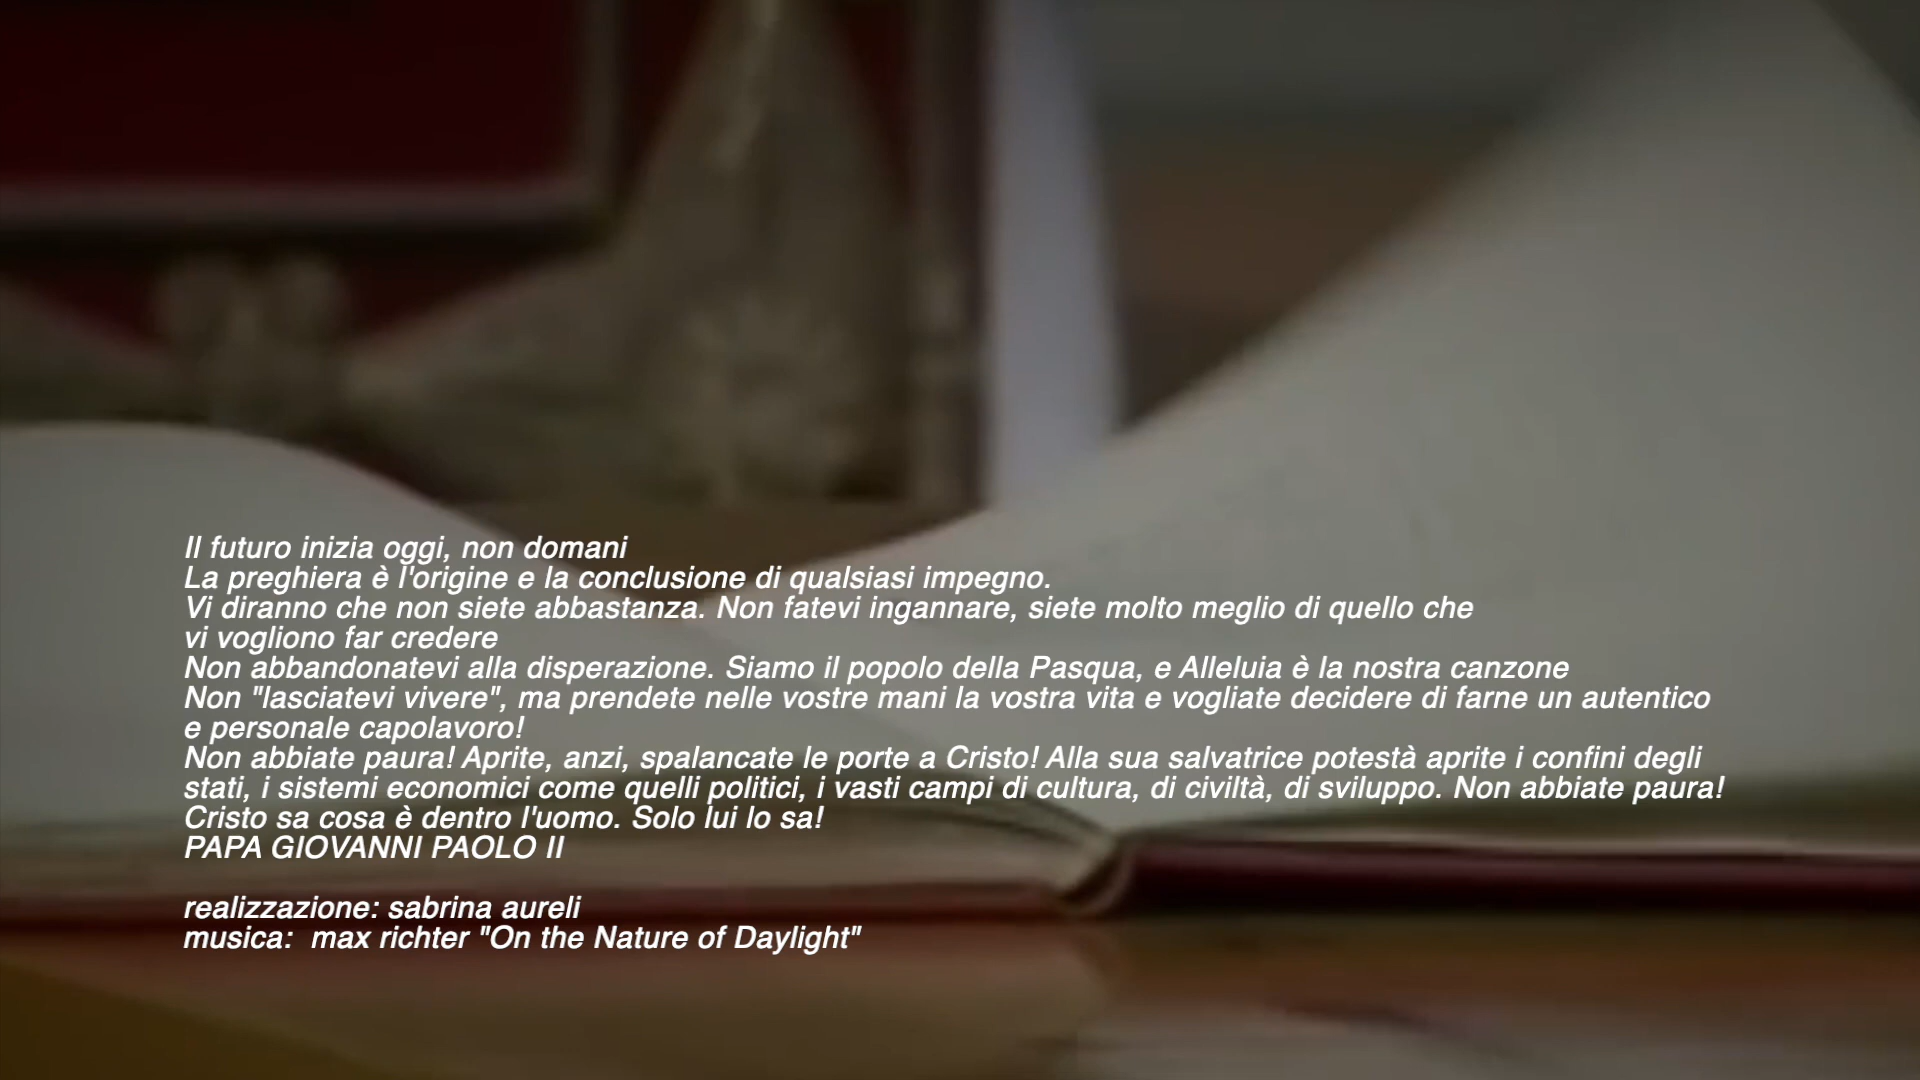 Il futuro inizia oggi, non domani
La preghiera è l'origine e la conclusione di qualsiasi impegno.
Vi diranno che non siete abbastanza. Non fatevi ingannare, siete molto meglio di quello che
vi vogliono far credere
Non abbandonatevi alla disperazione. Siamo il popolo della Pasqua, e Alleluia è la nostra canzone
Non "lasciatevi vivere", ma prendete nelle vostre mani la vostra vita e vogliate decidere di farne un autentico
e personale capolavoro!
Non abbiate paura! Aprite, anzi, spalancate le porte a Cristo! Alla sua salvatrice potestà aprite i confini degli
stati, i sistemi economici come quelli politici, i vasti campi di cultura, di civiltà, di sviluppo. Non abbiate paura!
Cristo sa cosa è dentro l'uomo. Solo lui lo sa!
PAPA GIOVANNI PAOLO II
realizzazione: sabrina aureli
musica:  max richter "On the Nature of Daylight"